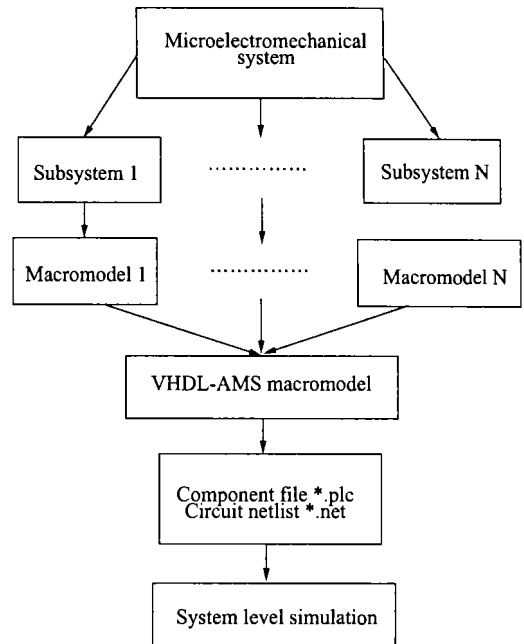 Microelectromechanical
system
Subsystem 1
..............
Subsystem N
Macromodel 1
..............
Macromodel N
VHDL-AMS macromodel
Component file *.plc
Circuit netlist *.net
System level simulation